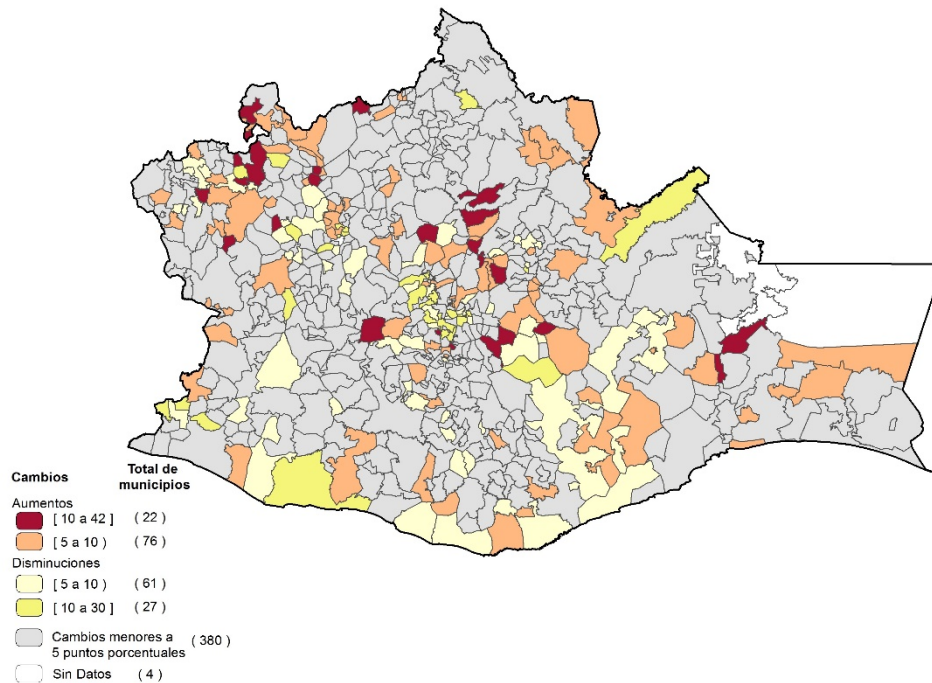 Cambios Total de municipios
Aumentos
[ 10 a 42 ] ( 22 )
[ 5 a 10 ) ( 76 )
Disminuciones
[ 5 a 10 ) ( 61 )
[ 10 a 30 ] ( 27 )
Cambios menores a 5 puntos porcentuales ( 380 )
Sin Datos ( 4 )